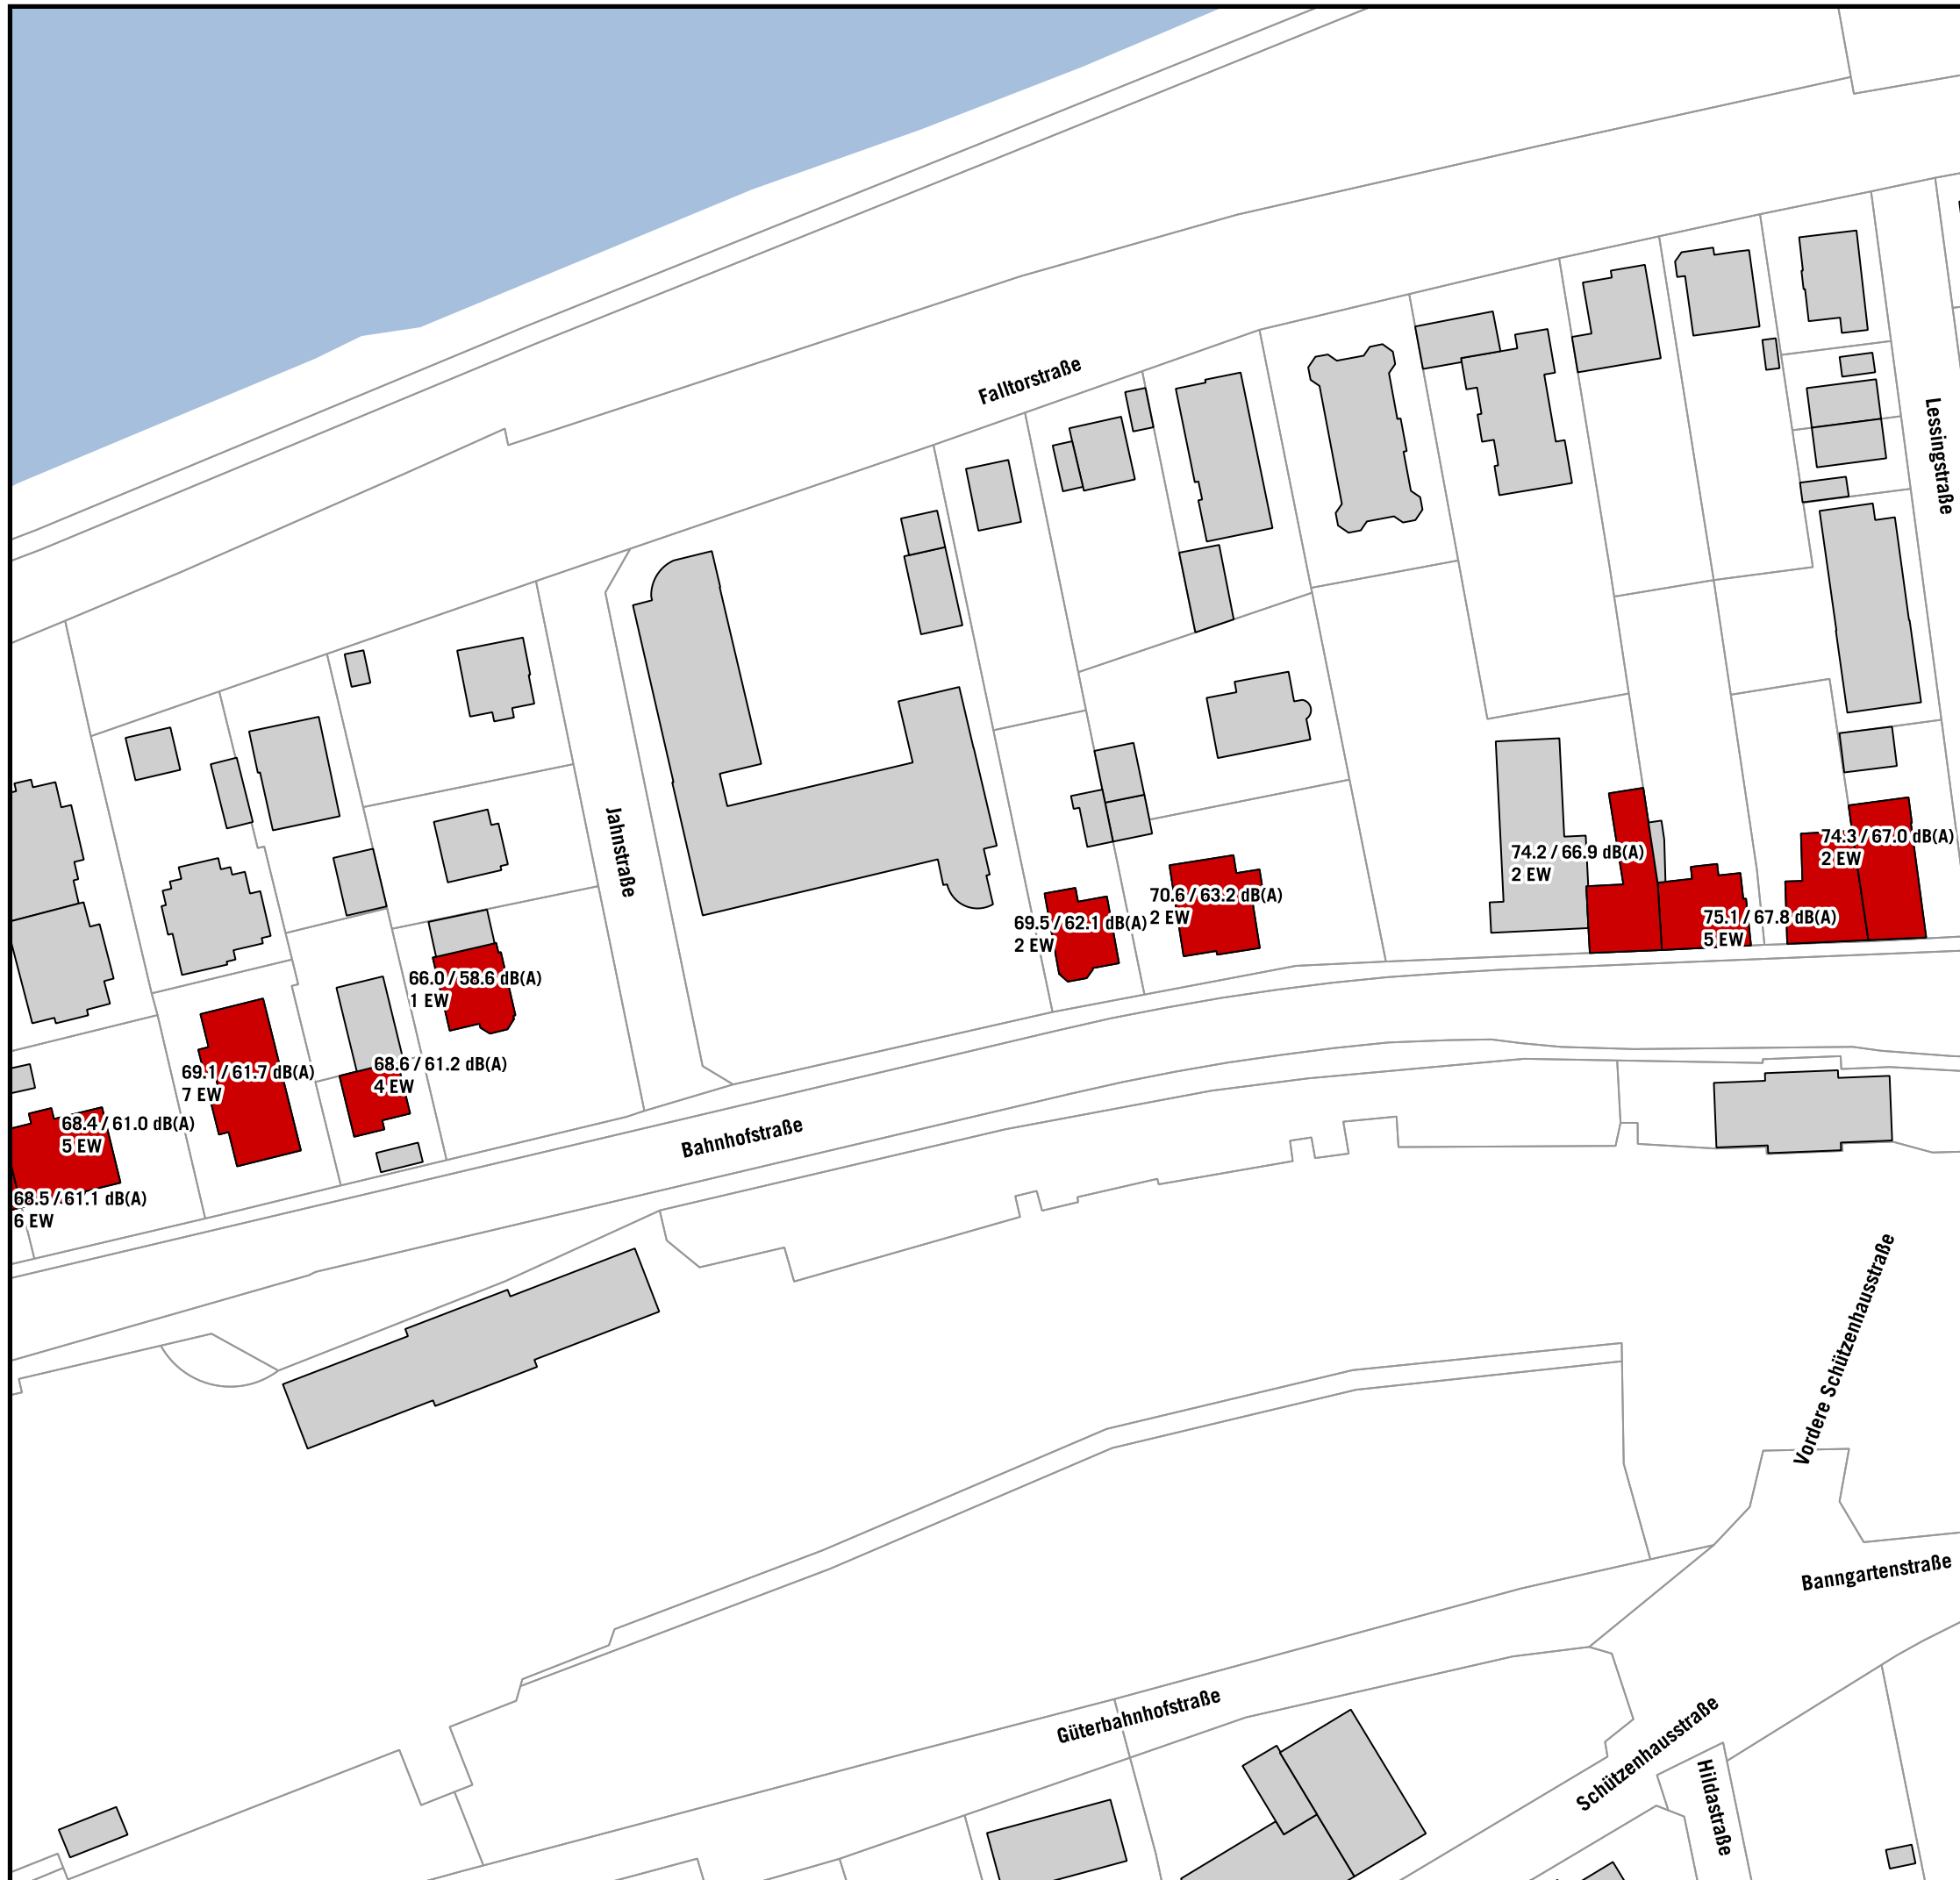 Falltorstraße
Lessingstraße
Jahnstraße
74.3 / 67.0 dB(A)
2 EW
74.2 / 66.9 dB(A)
2 EW
70.6 / 63.2 dB(A)
2 EW
75.1 / 67.8 dB(A)
5 EW
69.5 / 62.1 dB(A)
2 EW
66.0 / 58.6 dB(A)
1 EW
68.6 / 61.2 dB(A)
4 EW
69.1 / 61.7 dB(A)
7 EW
68.4 / 61.0 dB(A)
5 EW
68.5 / 61.1 dB(A)
6 EW
Bahnhofstraße
Vordere Schützenhausstraße
Banngartenstraße
Güterbahnhofstraße
Schützenhausstraße
Hildastraße